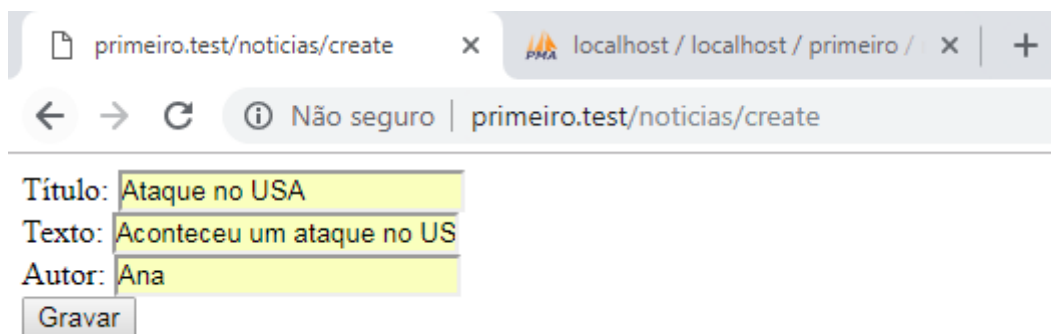 primeiro.test/noticias/create
PMA localhost / localhost / primeiro /
Não seguro | primeiro.test/noticias/create
Título: Ataque no USA
Texto: Aconteceu um ataque no US
Autor: Ana
Gravar